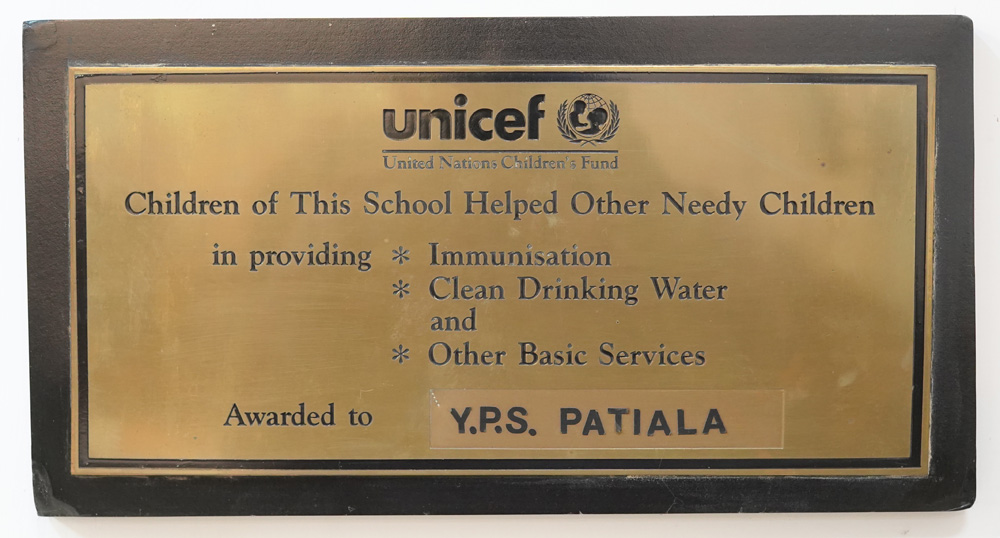 unicef
United Nations Children's Fund
Children of This School Helped Other Needy Children
in providing * Immunisation
* Clean Drinking Water
and
* Other Basic Services
Awarded to Y.P.S. PATIALA